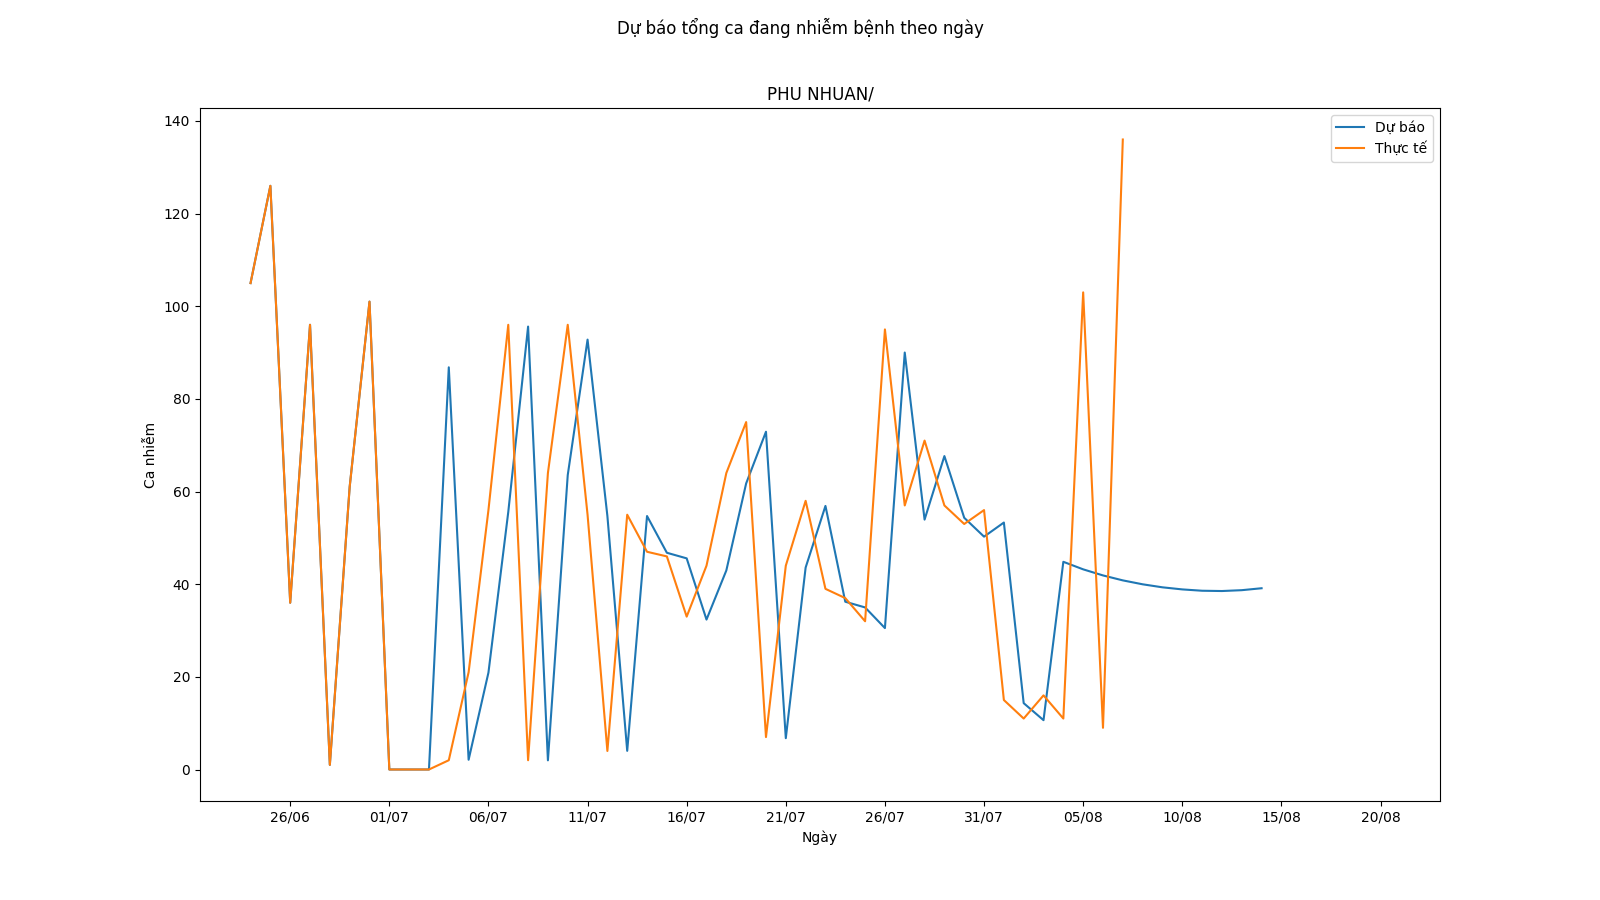 Dự báo tổng ca đang nhiễm bệnh theo ngày
PHU NHUAN/
140
120
100
80
60
40
20
0
Ca nhiễm
Dự báo
Thực tế
26/06 01/07 06/07 11/07 16/07 21/07 26/07 31/07 05/08 10/08 15/08 20/08
Ngày